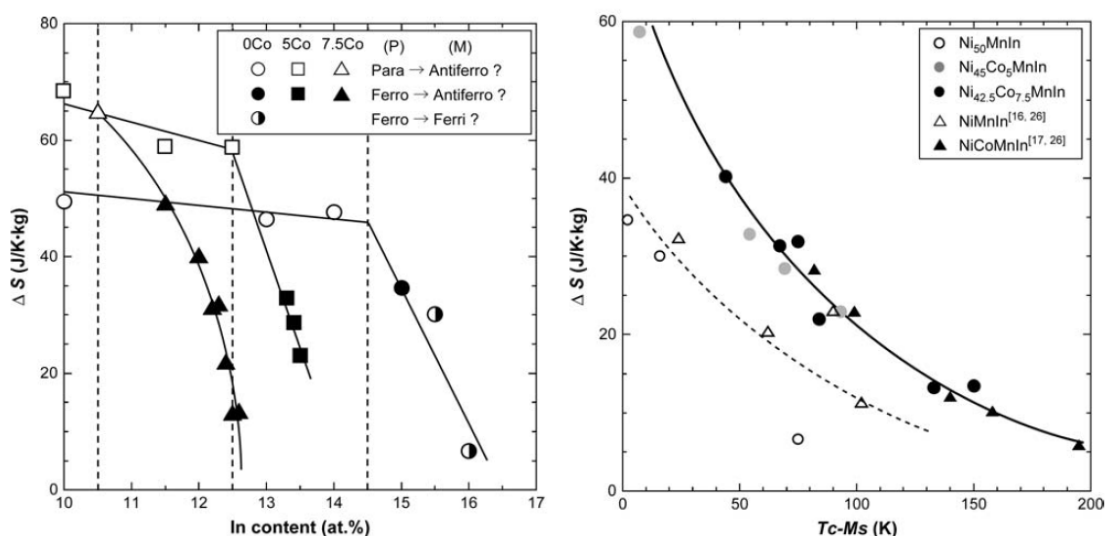 80
60
40
20
0
Δ S (J/K·kg)
10 11 12 13 14 15 16 17
In content (at.%)
0Co 5Co 7.5Co (P) (M)
Para → Antiferro ?
Ferro → Antiferro ?
Ferro → Ferri ?
60
40
20
0
Δ S (J/K·kg)
0 50 100 150 200
Tc-Ms (K)
Ni50MnIn
Ni45Co5MnIn
Ni42.5Co7.5MnIn
NiMnIn[16, 26]
NiCoMnIn[17, 26]